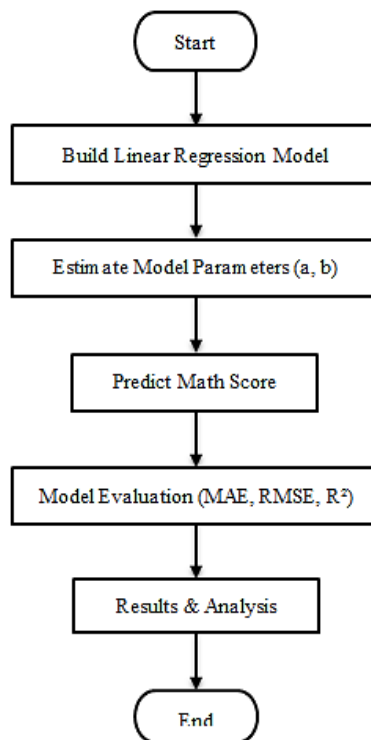 Start
Build Linear Regression Model
Estimate Model Parameters (a, b)
Predict Math Score
Model Evaluation (MAE, RMSE, R²)
Results & Analysis
End